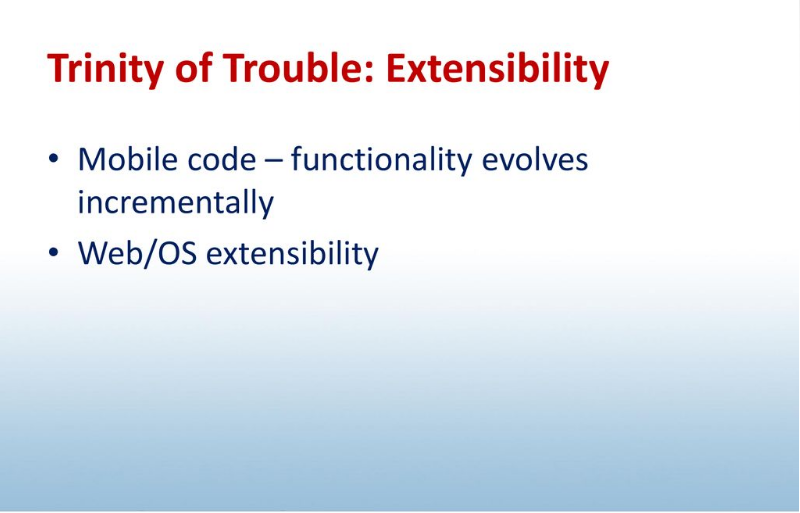 Trinity of Trouble: Extensibility
• Mobile code – functionality evolves
incrementally
• Web/OS extensibility